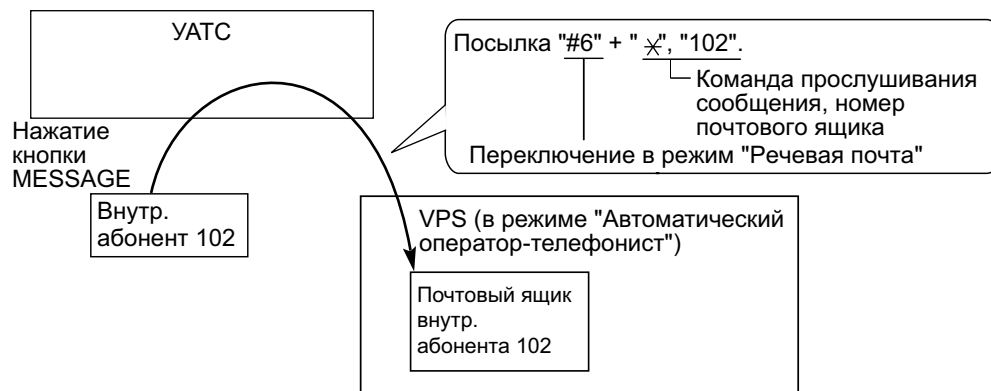 УАТС
Посылка "#6" + " ✳", "102".
Команда прослушивания
сообщения, номер
почтового ящика
Переключение в режим "Речевая почта"
Нажатие
кнопки
MESSAGE
Внутр.
абонент 102
VPS (в режиме "Автоматический
оператор-телефонист")
Почтовый ящик
внутр.
абонента 102